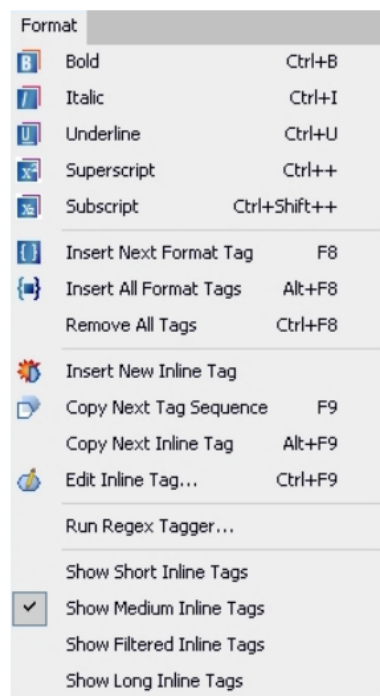 Format
Bold Ctrl+B
Italic Ctrl+I
Underline Ctrl+U
Superscript Ctrl++
Subscript Ctrl+Shift++
Insert Next Format Tag F8
Insert All Format Tags Alt+F8
Remove All Tags Ctrl+F8
Insert New Inline Tag
Copy Next Tag Sequence F9
Copy Next Inline Tag Alt+F9
Edit Inline Tag... Ctrl+F9
Run Regex Tagger...
Show Short Inline Tags
Show Medium Inline Tags
Show Filtered Inline Tags
Show Long Inline Tags